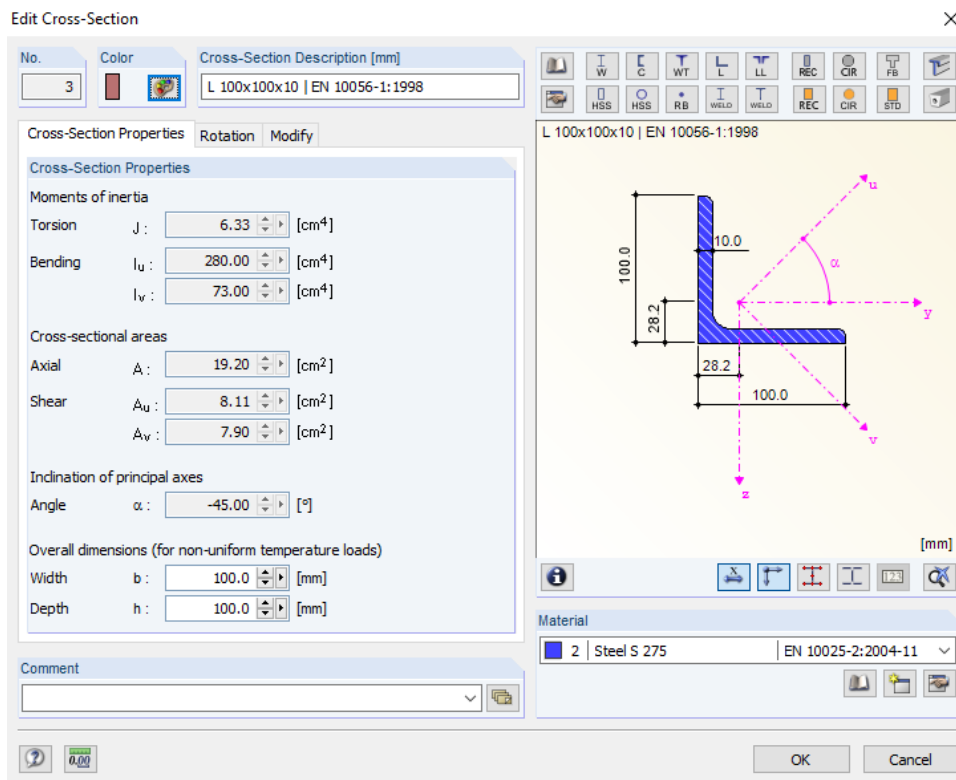 Edit Cross-Section
No.
Color
Cross-Section Description [mm]
3
L 100x100x10 | EN 10056-1:1998
W
C
WT
L
LL
REC
CIR
FB
HSS
HSS
RB
WELD
WELD
REC
CIR
STD
Cross-Section Properties
Rotation
Modify
Cross-Section Properties
Moments of inertia
Torsion J : 6.33 [cm4]
Bending Iu : 280.00 [cm4]
Iv : 73.00 [cm4]
Cross-sectional areas
Axial A : 19.20 [cm2]
Shear Au : 8.11 [cm2]
Av : 7.90 [cm2]
Inclination of principal axes
Angle α : -45.00 [°]
Overall dimensions (for non-uniform temperature loads)
Width b : 100.0 [mm]
Depth h : 100.0 [mm]
Comment
L 100x100x10 | EN 10056-1:1998
u
10.0
α
100.0
y
28.2
28.2
100.0
v
z
[mm]
i
X
123
Material
2 Steel S 275 EN 10025-2:2004-11
?
0.00
OK
Cancel